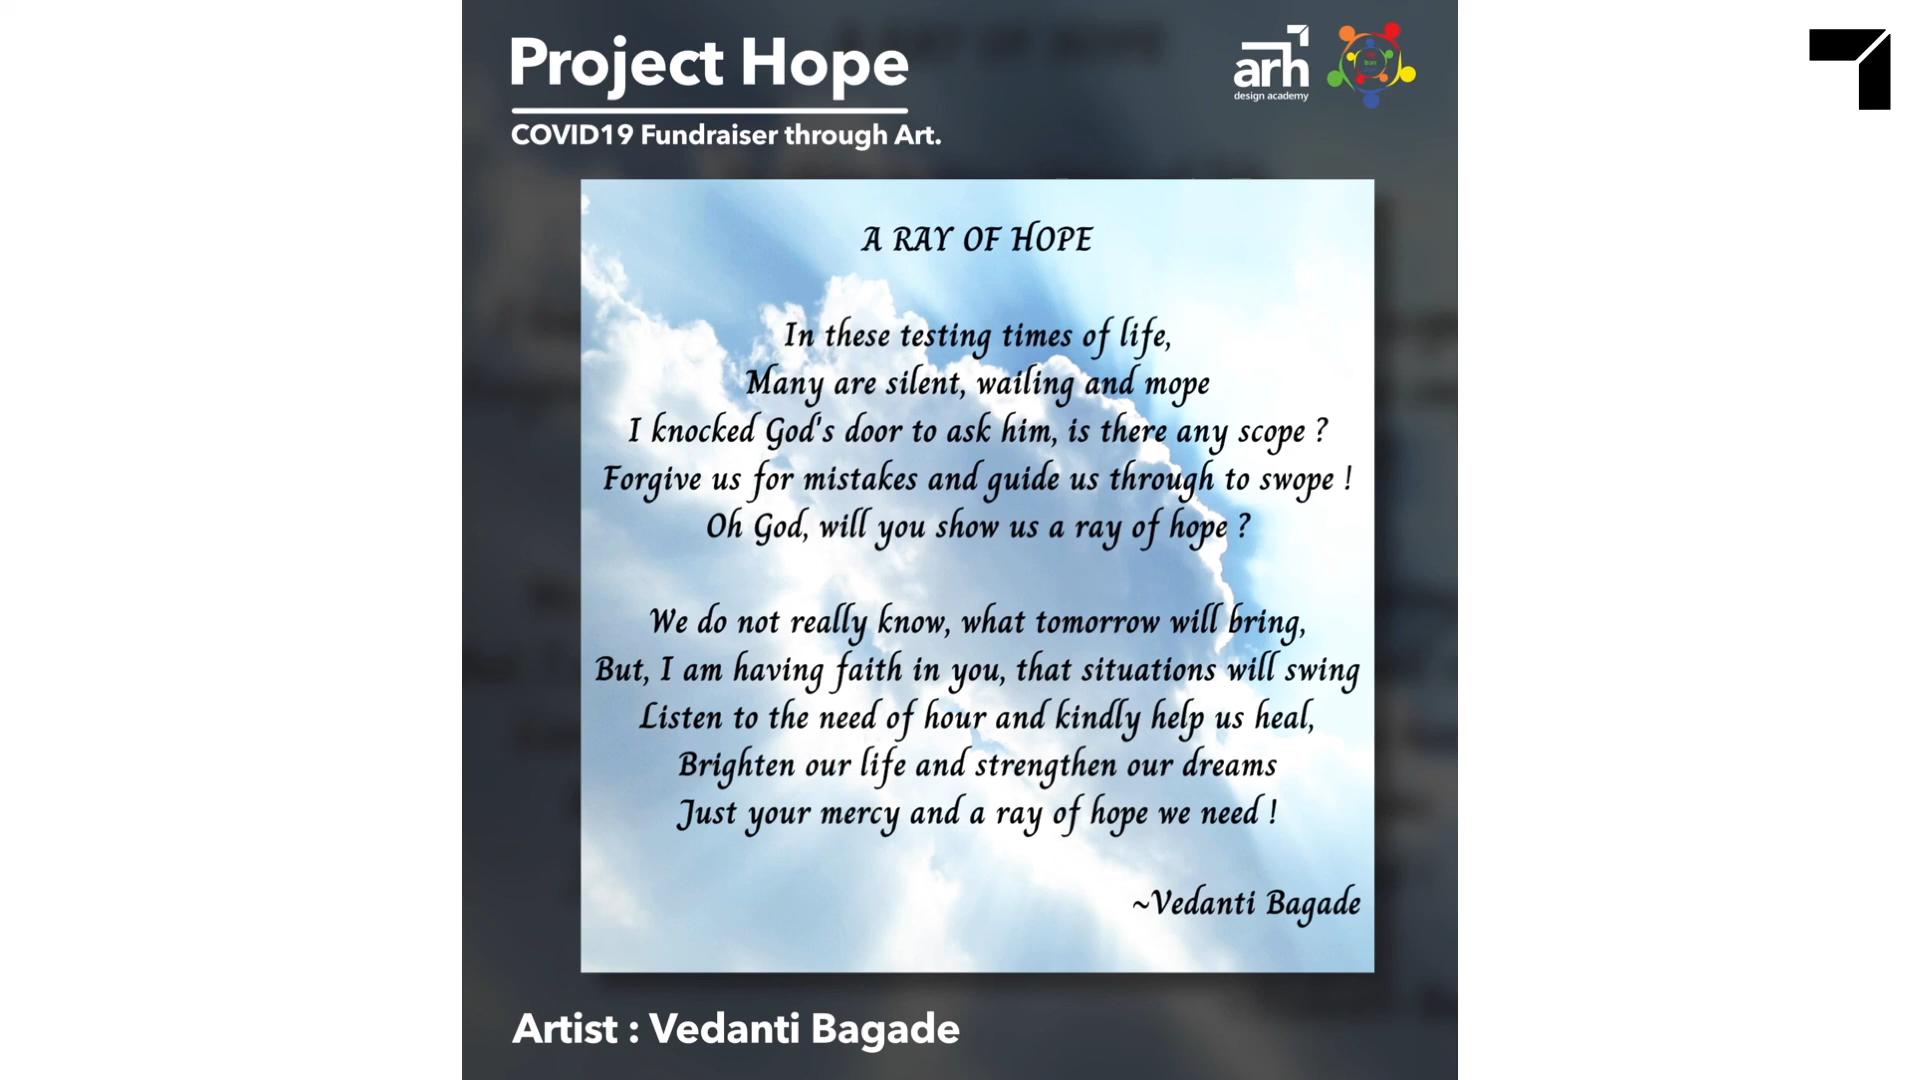 Project Hope
COVID19 Fundraiser through Art.
arh
design academy
A RAY OF HOPE
In these testing times of life,
Many are silent, wailing and mope
I knocked God's door to ask him, is there any scope ?
Forgive us for mistakes and guide us through to swope !
Oh God, will you show us a ray of hope ?
We do not really know, what tomorrow will bring,
But, I am having faith in you, that situations will swing
Listen to the need of hour and kindly help us heal,
Brighten our life and strengthen our dreams
Just your mercy and a ray of hope we need !
~Vedanti Bagade
Artist : Vedanti Bagade